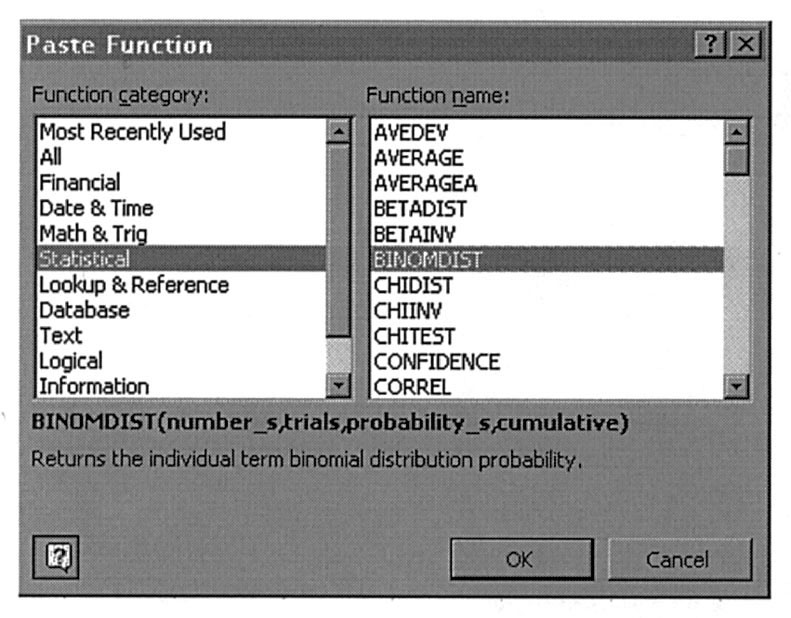 Paste Function
Function category:
Most Recently Used
All
Financial
Date & Time
Math & Trig
Statistical
Lookup & Reference
Database
Text
Logical
Information
Function name:
AVEDEV
AVERAGE
AVERAGEA
BETADIST
BETAINV
BINOMDIST
CHIDIST
CHIINV
CHITEST
CONFIDENCE
CORREL
BINOMDIST(number_s,trials,probability_s,cumulative)
Returns the individual term binomial distribution probability.
OK
Cancel